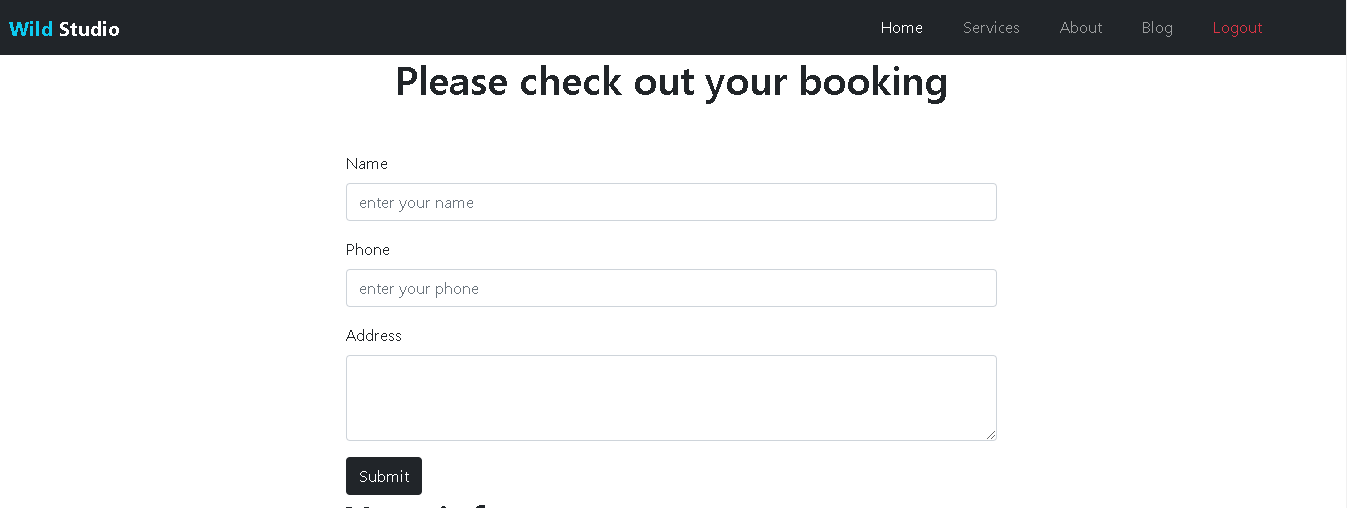 Wild Studio
Home Services About Blog Logout
Please check out your booking
Name
enter your name
Phone
enter your phone
Address
Submit